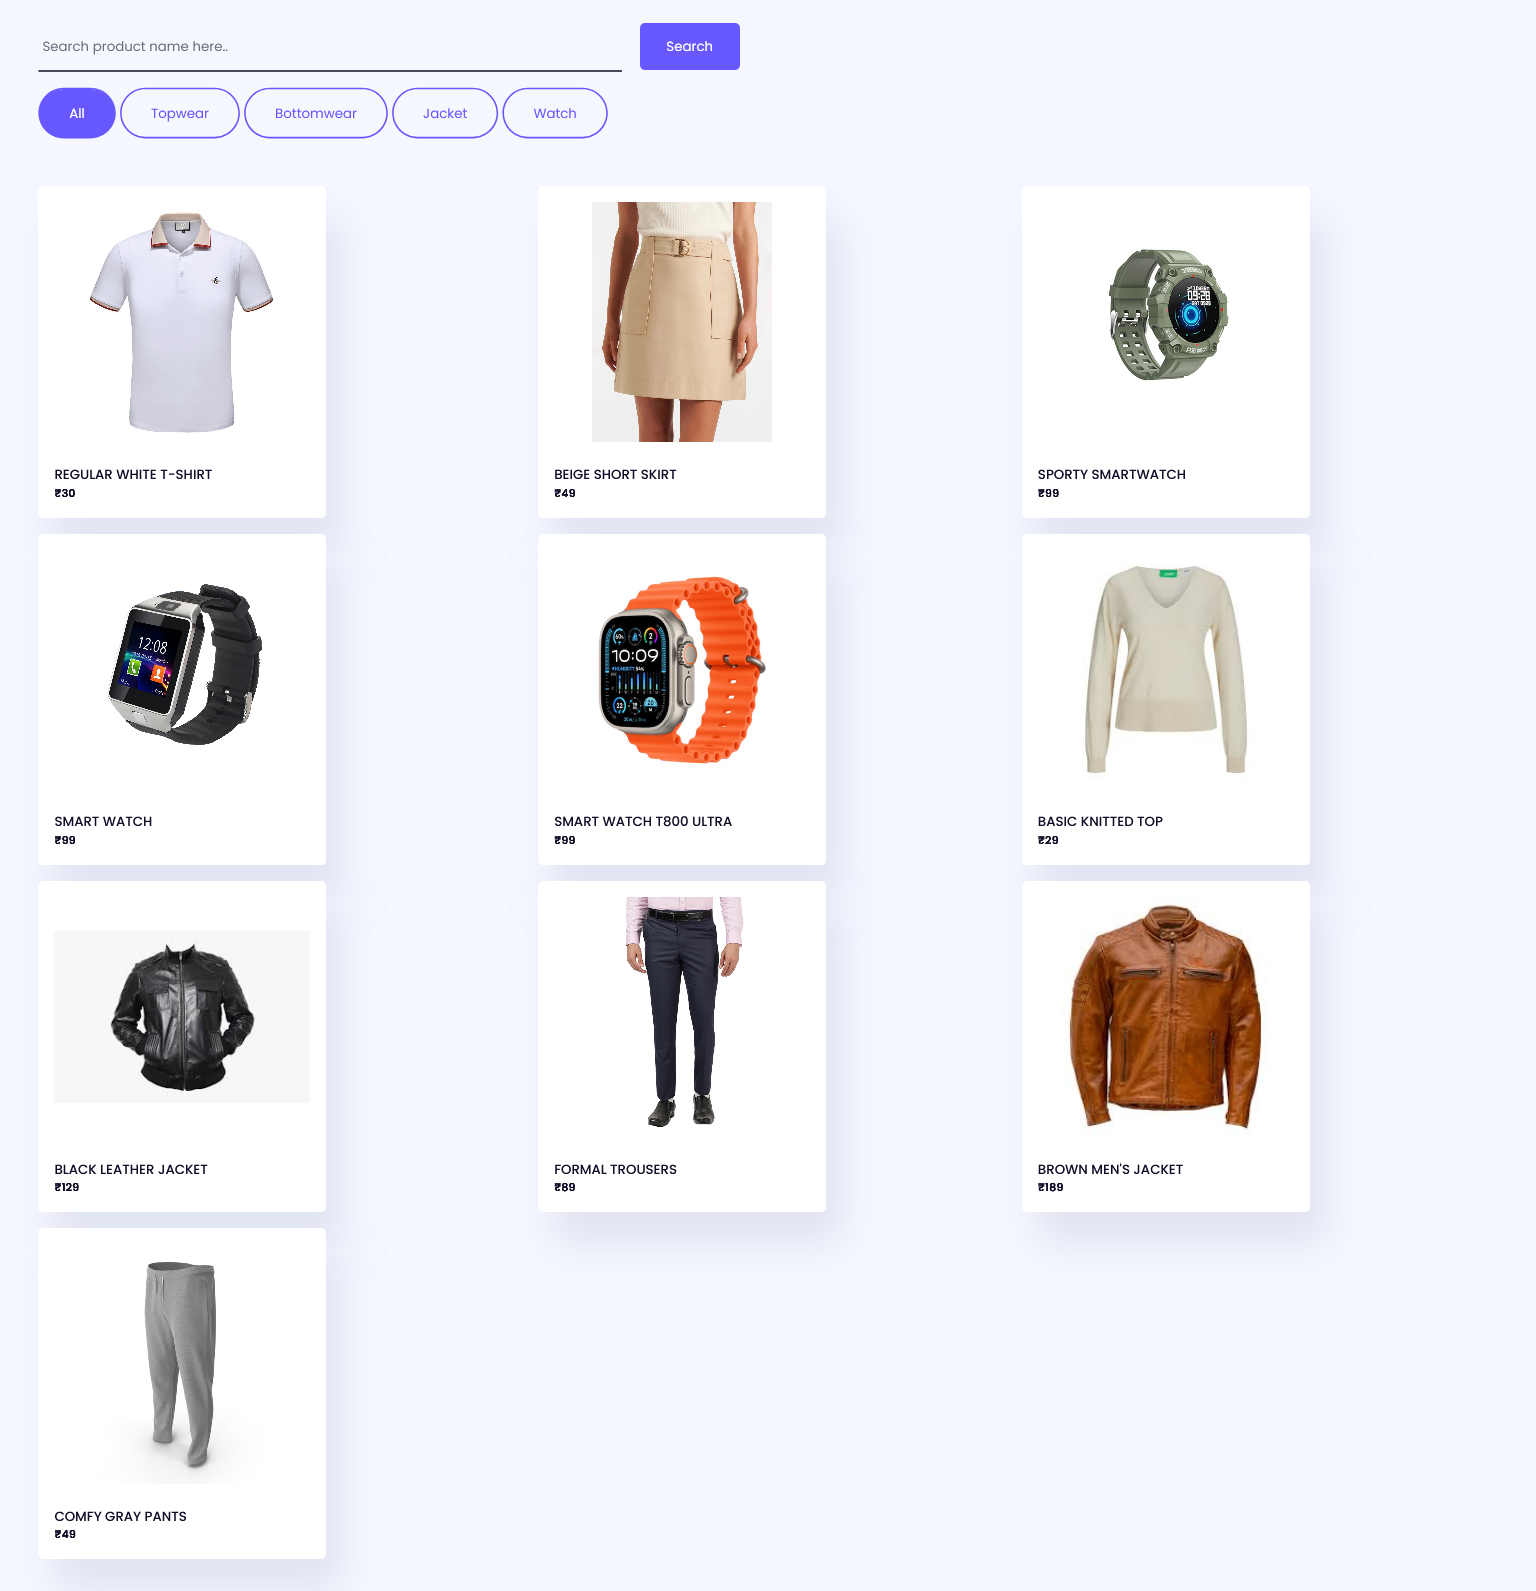 Search product name here..
Search
All
Topwear
Bottomwear
Jacket
Watch
REGULAR WHITE T-SHIRT
₹30
BEIGE SHORT SKIRT
₹49
09:28
SPORTY SMARTWATCH
₹99
12:08
SMART WATCH
₹99
10:09
SMART WATCH T800 ULTRA
₹99
BASIC KNITTED TOP
₹29
BLACK LEATHER JACKET
₹129
FORMAL TROUSERS
₹89
BROWN MEN'S JACKET
₹189
COMFY GRAY PANTS
₹49